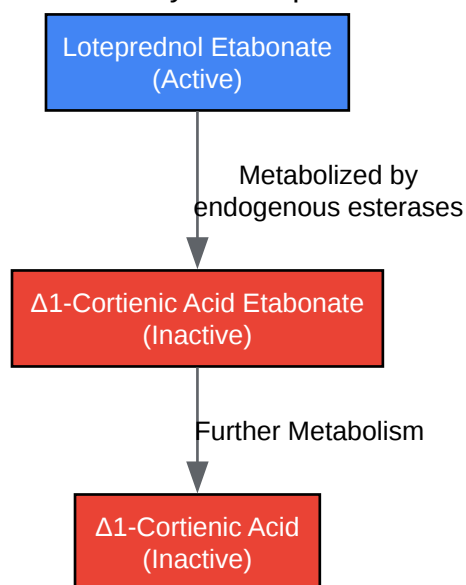 Loteprednol Etabonate
(Active)
Metabolized by
endogenous esterases
Δ1-Cortienic Acid Etabonate
(Inactive)
Further Metabolism
Δ1-Cortienic Acid
(Inactive)